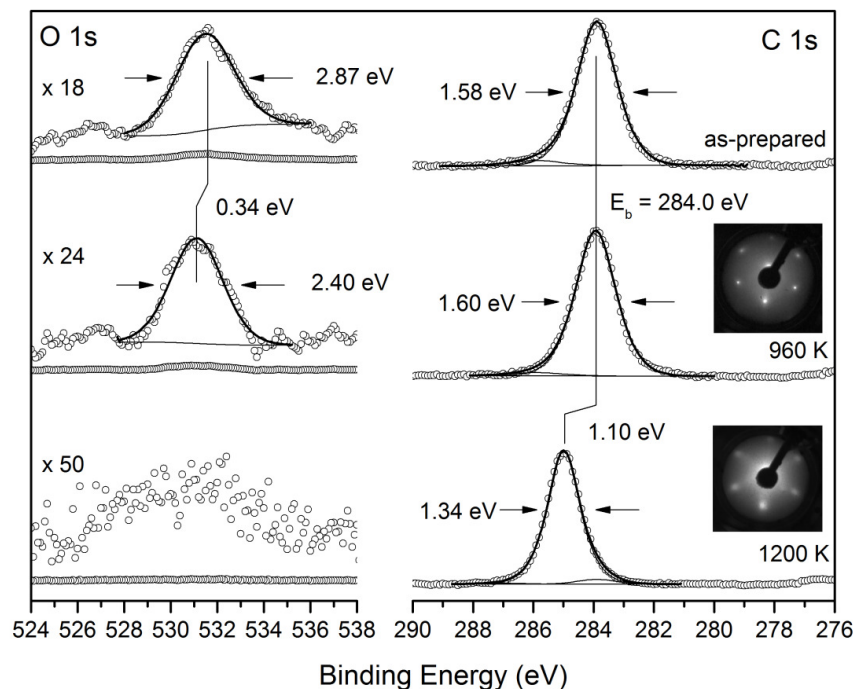 O 1s
C 1s
x 18
2.87 eV
1.58 eV
as-prepared
0.34 eV
E_b = 284.0 eV
x 24
2.40 eV
1.60 eV
960 K
x 50
1.10 eV
1.34 eV
1200 K
524 526 528 530 532 534 536 538 290 288 286 284 282 280 278 276
Binding Energy (eV)